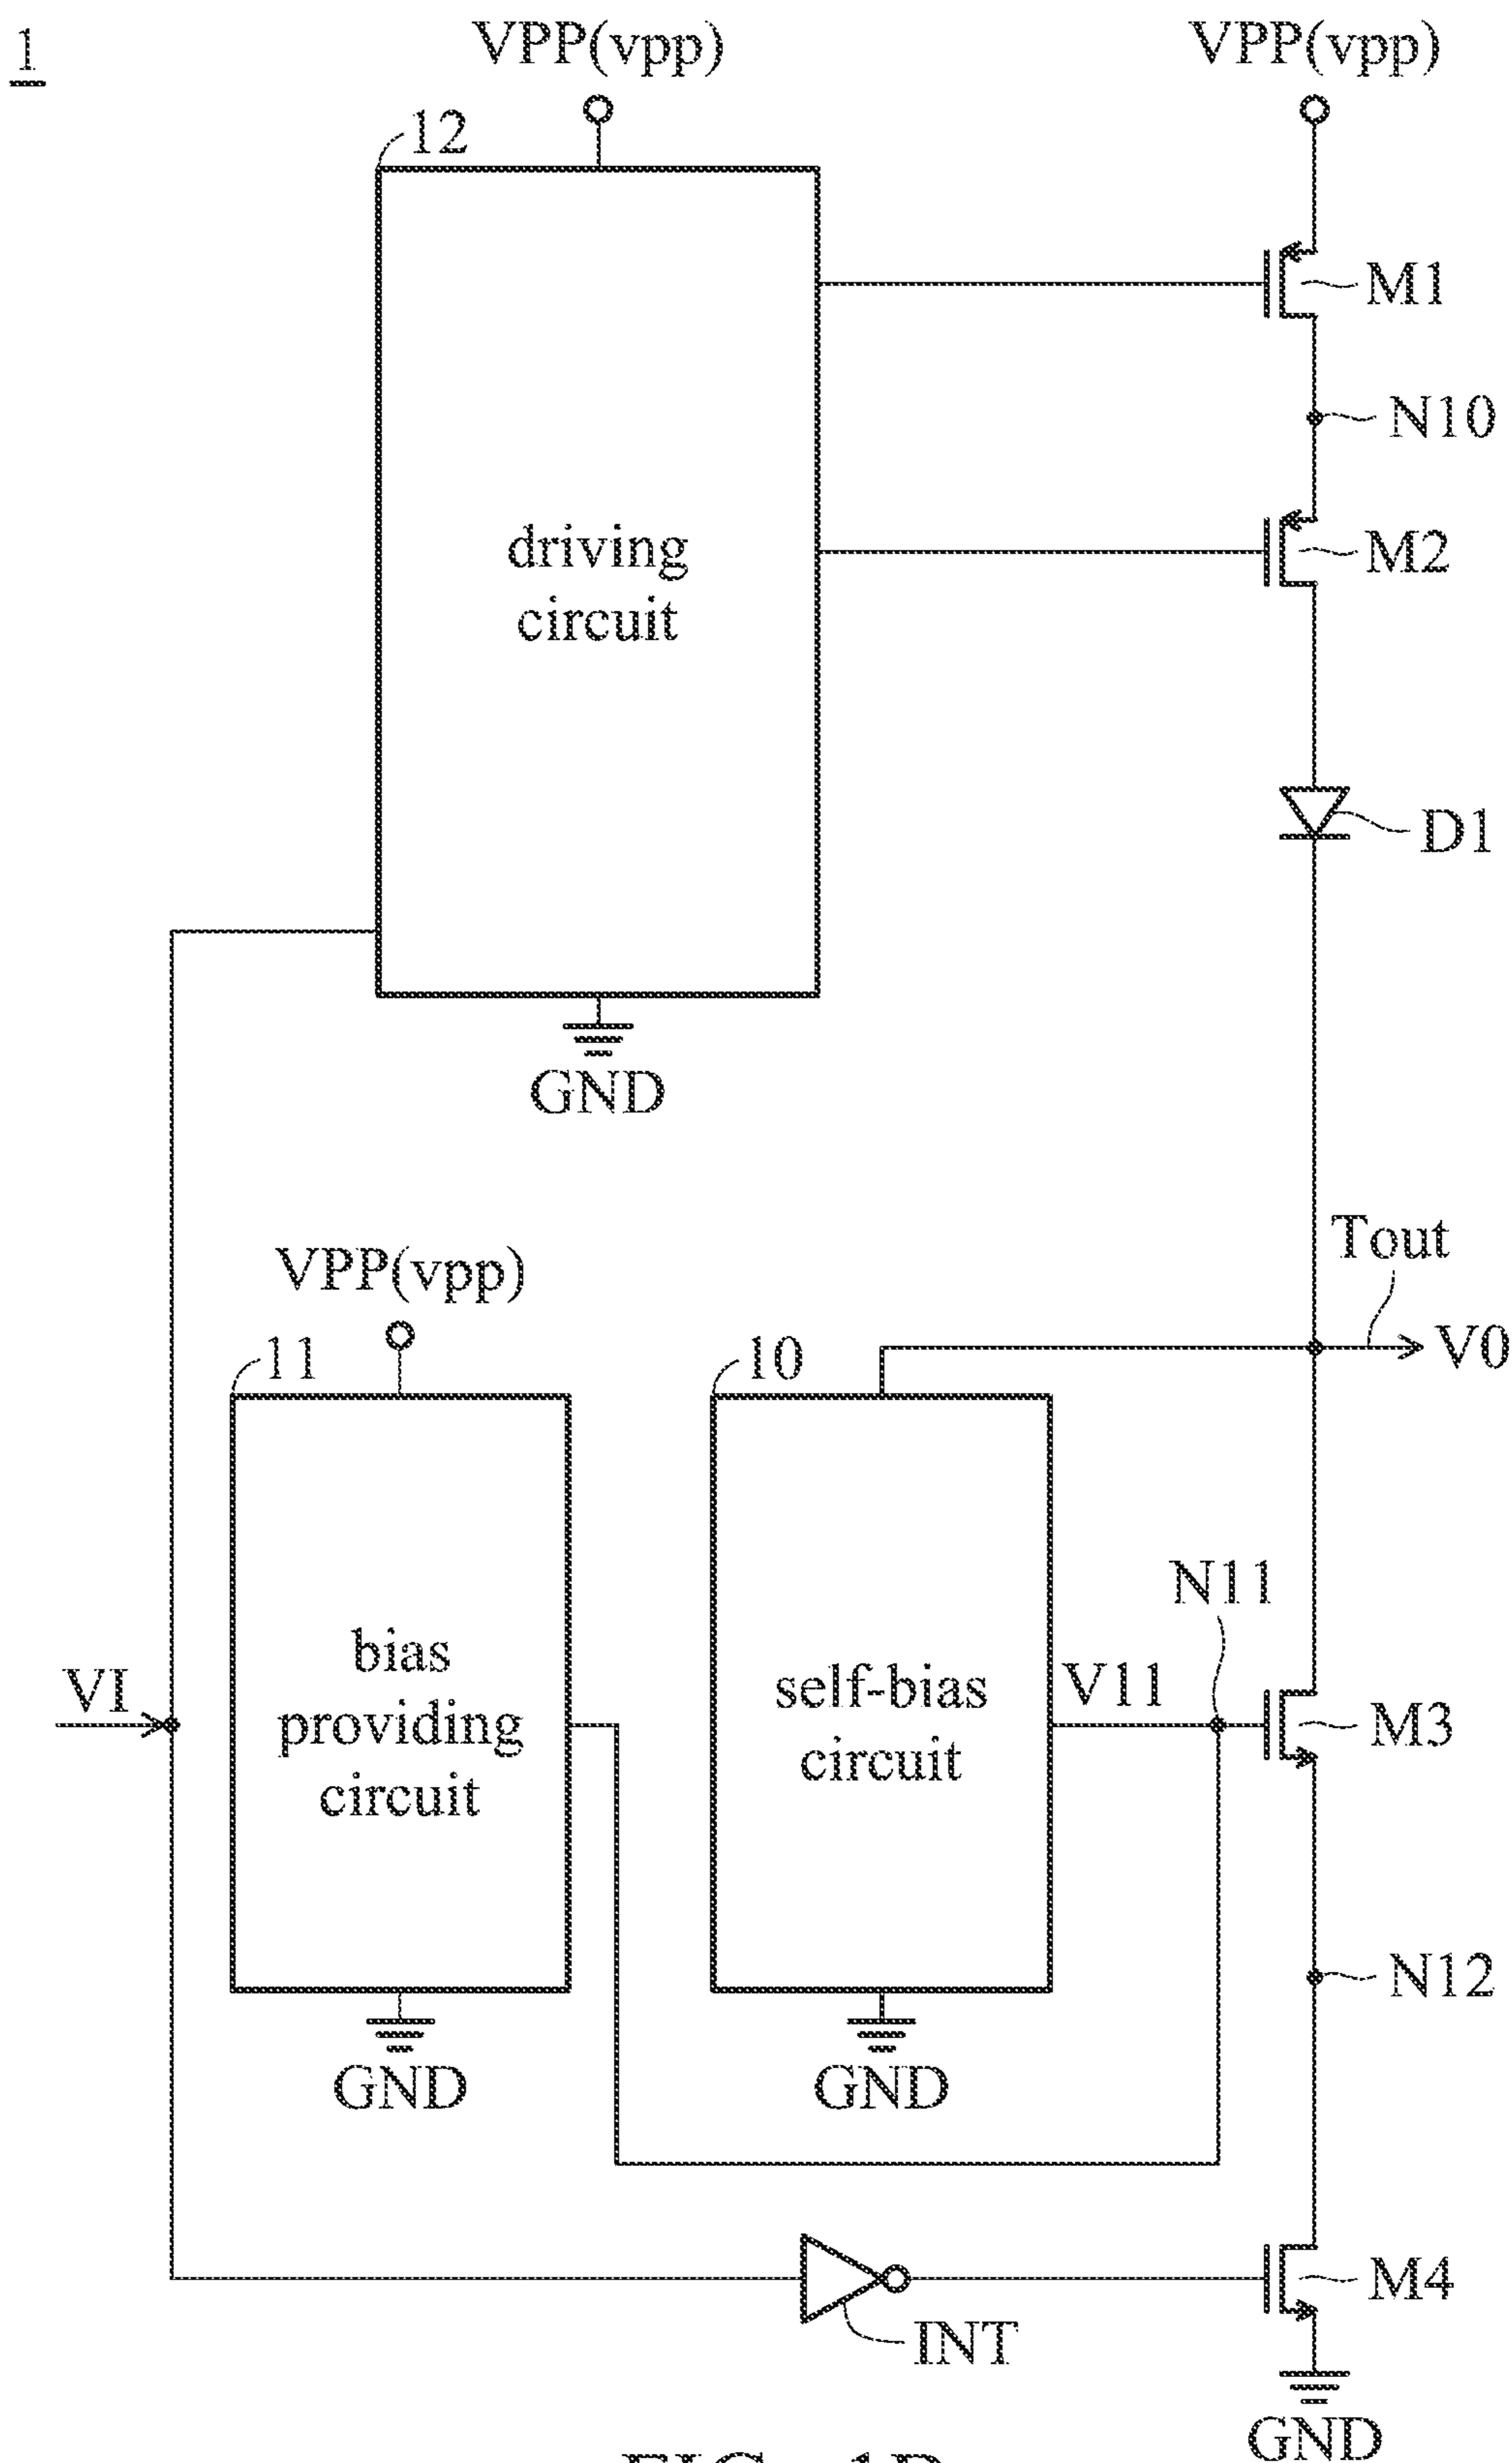 1
VPP(vpp)
VPP(vpp)
12
M1
N10
driving
circuit
M2
D1
GND
Tout
VPP(vpp)
V0
11
10
N11
bias
providing
circuit
self-bias
circuit
V11
VI
M3
N12
GND
GND
M4
INT
GND